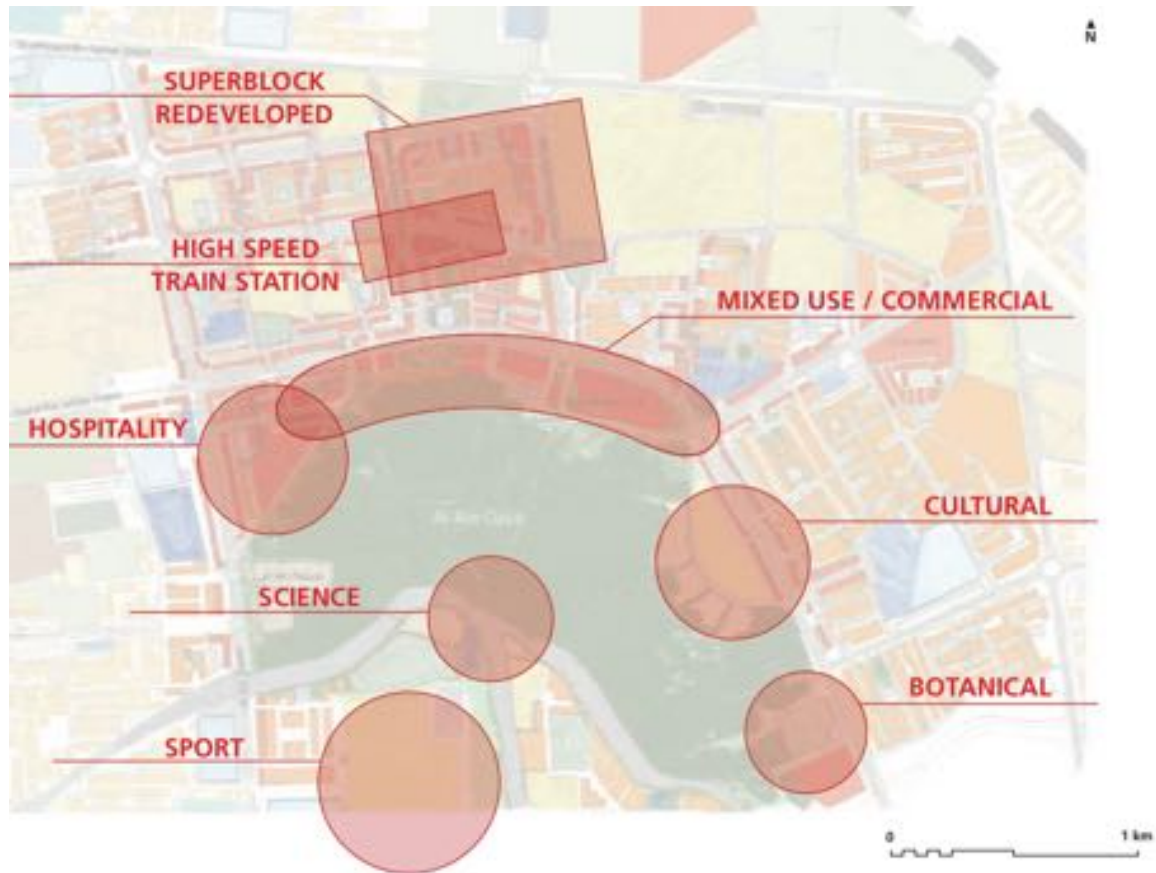 N
SUPERBLOCK
REDEVELOPED
HIGH SPEED
TRAIN STATION
MIXED USE / COMMERCIAL
HOSPITALITY
CULTURAL
SCIENCE
BOTANICAL
SPORT
0 1 km